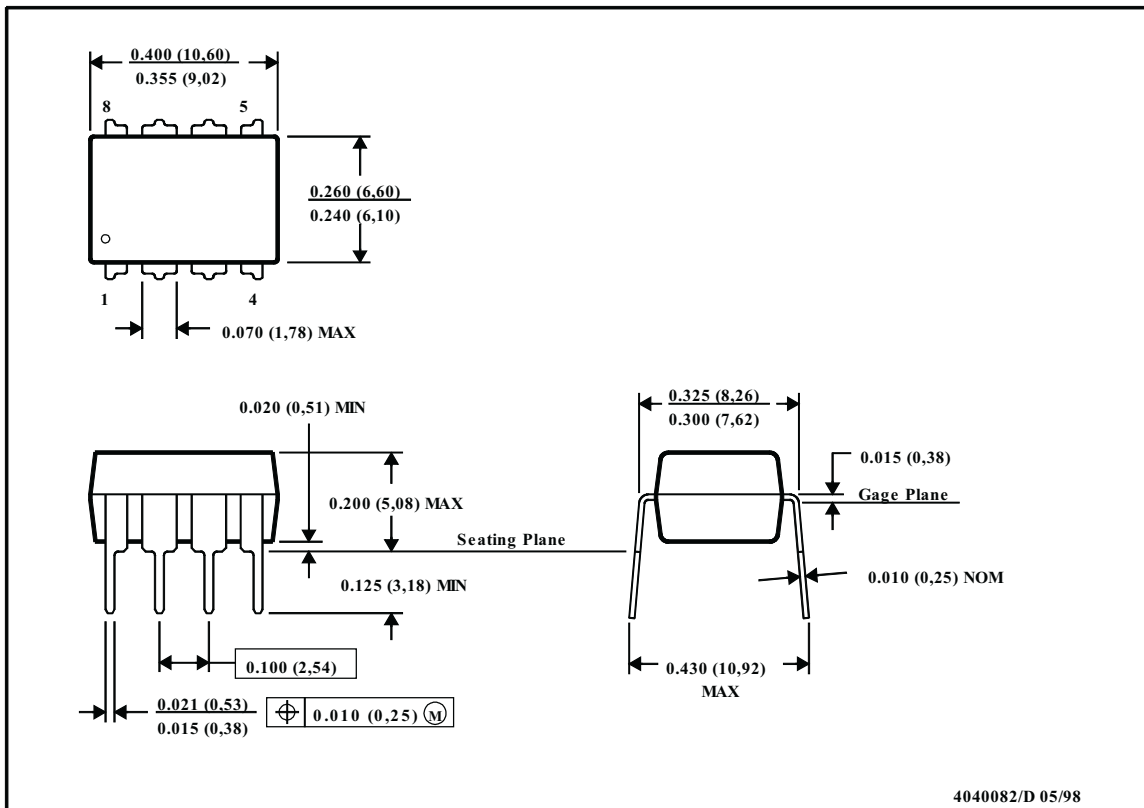 0.400 (10,60)
0.355 (9,02)
8
5
0.260 (6,60)
0.240 (6,10)
1
4
0.070 (1,78) MAX
0.020 (0,51) MIN
0.325 (8,26)
0.300 (7,62)
0.015 (0,38)
0.200 (5,08) MAX
Gage Plane
Seating Plane
0.125 (3,18) MIN
0.010 (0,25) NOM
0.100 (2,54)
0.430 (10,92)
MAX
0.021 (0,53)
0.015 (0,38)
0.010 (0,25) M
4040082/D 05/98